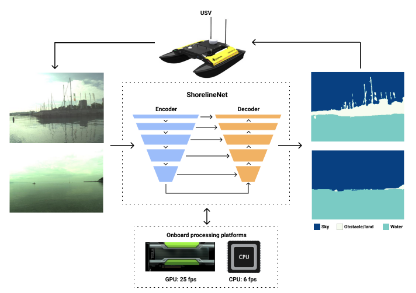 USV
ShorelineNet
Encoder
Decoder
Sky
Obstacle/land
Water
Onboard processing platforms
CPU
GPU: 25 fps
CPU: 6 fps